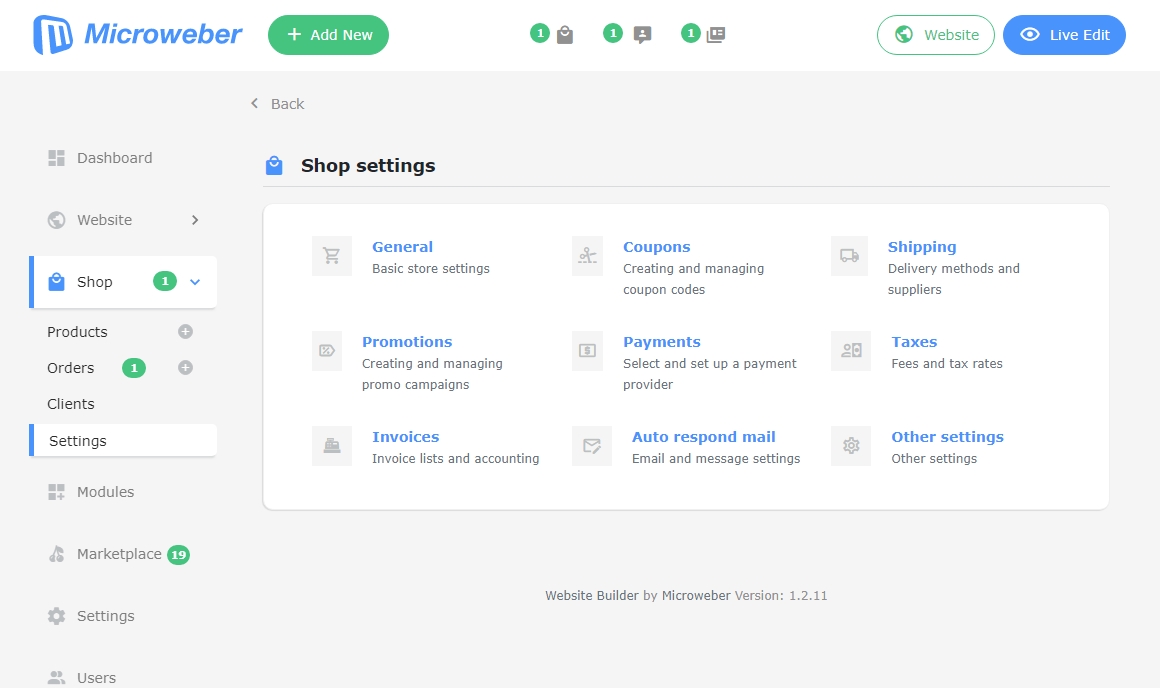 Microweber
Add New
1
1
1
Website
Live Edit
Back
Dashboard
Website
Shop
1
Products
Orders
1
Clients
Settings
Modules
Marketplace
19
Settings
Users
Shop settings
General
Basic store settings
Coupons
Creating and managing
coupon codes
Shipping
Delivery methods and
suppliers
Promotions
Creating and managing
promo campaigns
Payments
Select and set up a payment
provider
Taxes
Fees and tax rates
Invoices
Invoice lists and accounting
Auto respond mail
Email and message settings
Other settings
Other settings
Website Builder by Microweber Version: 1.2.11